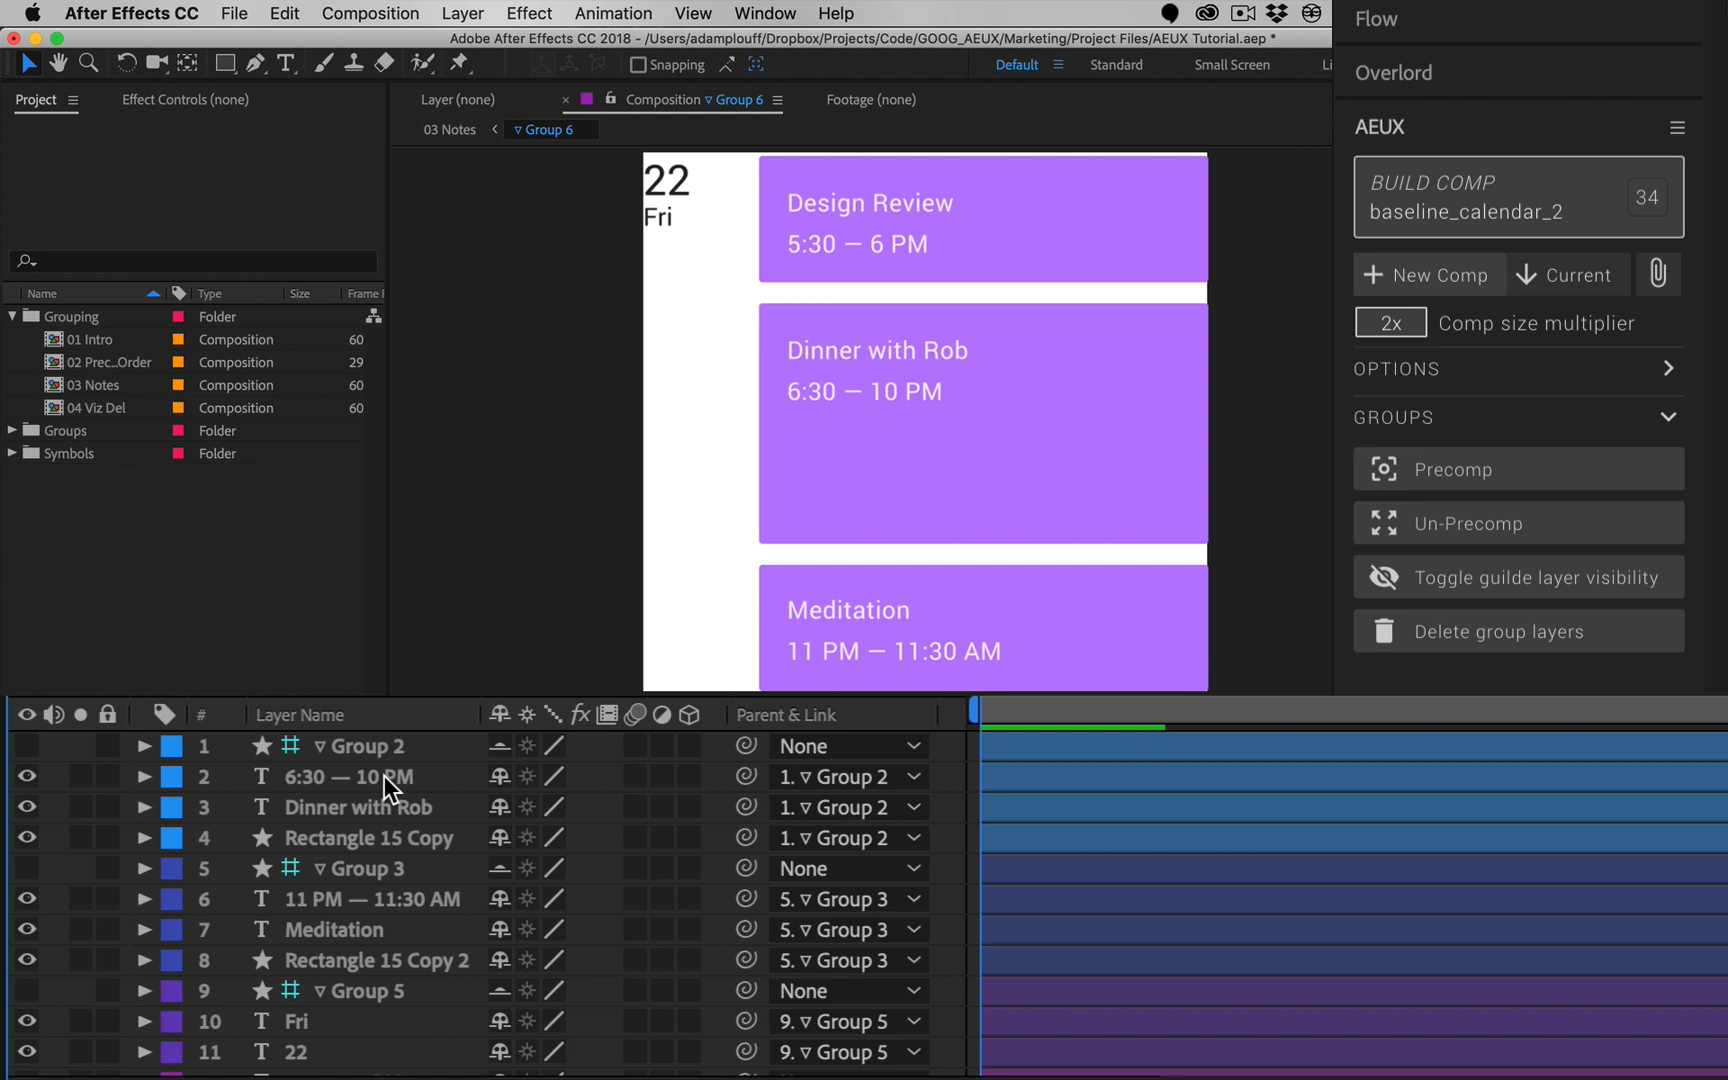 After Effects CC File Edit Composition Layer Effect Animation View Window Help
Adobe After Effects CC 2018 - /Users/adamplouff/Dropbox/Projects/Code/GOOG_AEUX/Marketing/Project Files/AEUX Tutorial.aep *
Snapping Default Standard Small Screen Li
Project Effect Controls (none)
Layer (none) Composition Group 6 Footage (none)
03 Notes Group 6
Name Type Size Frame
Grouping Folder
01 Intro Composition 60
02 Prec...Order Composition 29
03 Notes Composition 60
04 Viz Del Composition 60
Groups Folder
Symbols Folder
22
Fri
Design Review
5:30 — 6 PM
Dinner with Rob
6:30 — 10 PM
Meditation
11 PM — 11:30 AM
Flow
Overlord
AEUX
BUILD COMP
baseline_calendar_2
34
New Comp Current
2x Comp size multiplier
OPTIONS
GROUPS
Precomp
Un-Precomp
Toggle guilde layer visibility
Delete group layers
# Layer Name fx Parent & Link
1 Group 2 None
2 T 6:30 — 10 PM 1. Group 2
3 T Dinner with Rob 1. Group 2
4 Rectangle 15 Copy 1. Group 2
5 Group 3 None
6 T 11 PM — 11:30 AM 5. Group 3
7 T Meditation 5. Group 3
8 Rectangle 15 Copy 2 5. Group 3
9 Group 5 None
10 T Fri 9. Group 5
11 T 22 9. Group 5